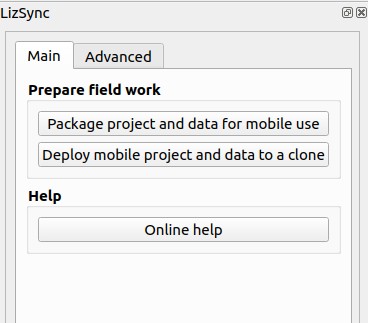 LizSync
Main
Advanced
Prepare field work
Package project and data for mobile use
Deploy mobile project and data to a clone
Help
Online help